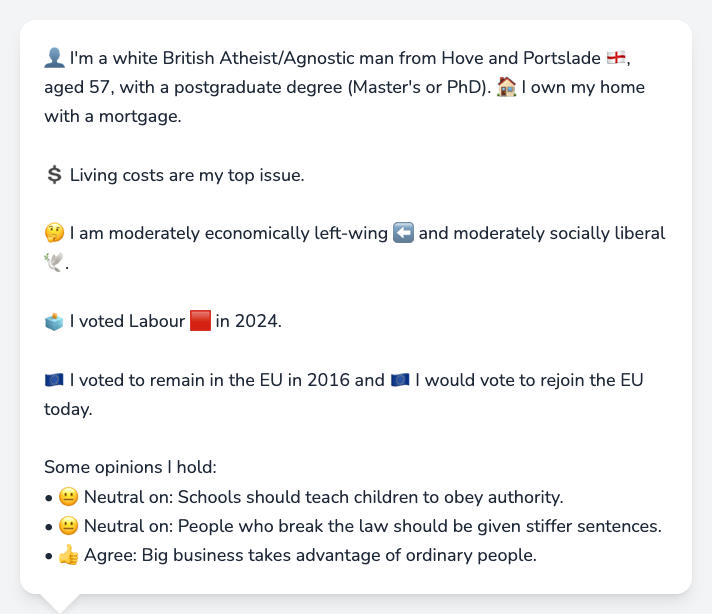 👤 I'm a white British Atheist/Agnostic man from Hove and Portslade 🏴󠁧󠁢󠁥󠁮󠁧󠁿,
aged 57, with a postgraduate degree (Master's or PhD). 🏠 I own my home
with a mortgage.
💲 Living costs are my top issue.
🤔 I am moderately economically left-wing ⬅️ and moderately socially liberal
🕊️.
🗳️ I voted Labour 🟥 in 2024.
🇪🇺 I voted to remain in the EU in 2016 and 🇪🇺 I would vote to rejoin the EU
today.
Some opinions I hold:
• 😐 Neutral on: Schools should teach children to obey authority.
• 😐 Neutral on: People who break the law should be given stiffer sentences.
• 👍 Agree: Big business takes advantage of ordinary people.